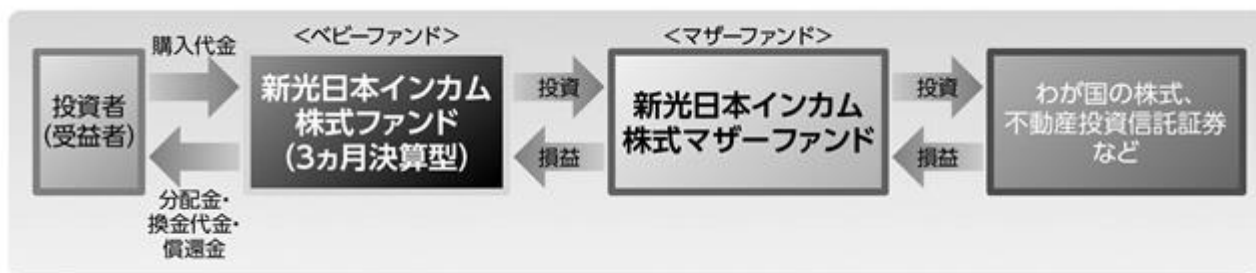 購入代金
投資者
(受益者)
分配金・
換金代金・
償還金
<ベビーファンド>
新光日本インカム
株式ファンド
(3ヵ月決算型)
投資
損益
<マザーファンド>
新光日本インカム
株式マザーファンド
投資
損益
わが国の株式、
不動産投資信託証券
など